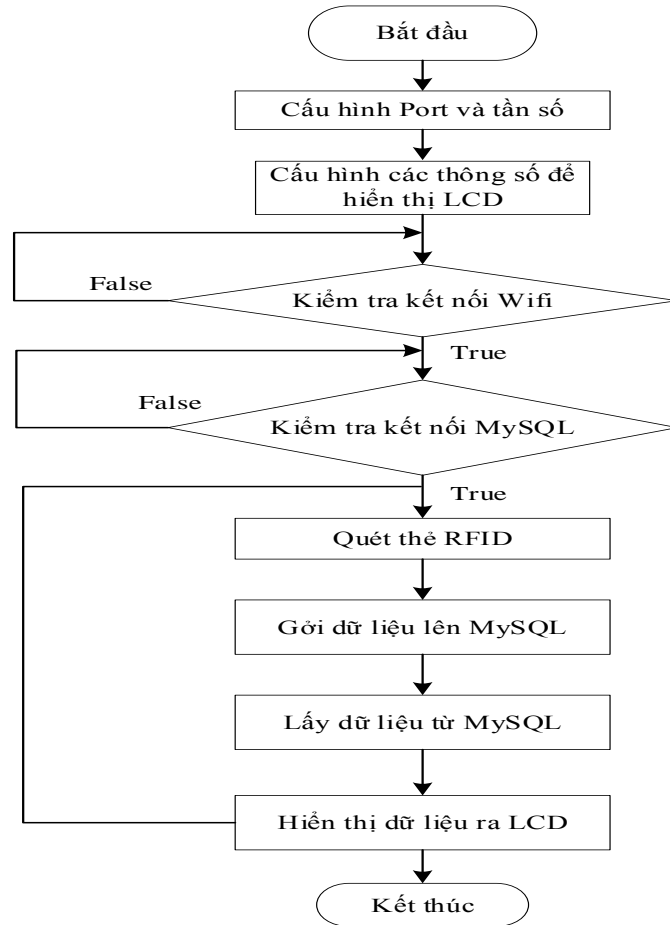 Bắt đầu
Cấu hình Port và tần số
Cấu hình các thông số để
hiển thị LCD
False
Kiểm tra kết nối Wifi
True
False
Kiểm tra kết nối MySQL
True
Quét thẻ RFID
Gởi dữ liệu lên MySQL
Lấy dữ liệu từ MySQL
Hiển thị dữ liệu ra LCD
Kết thúc